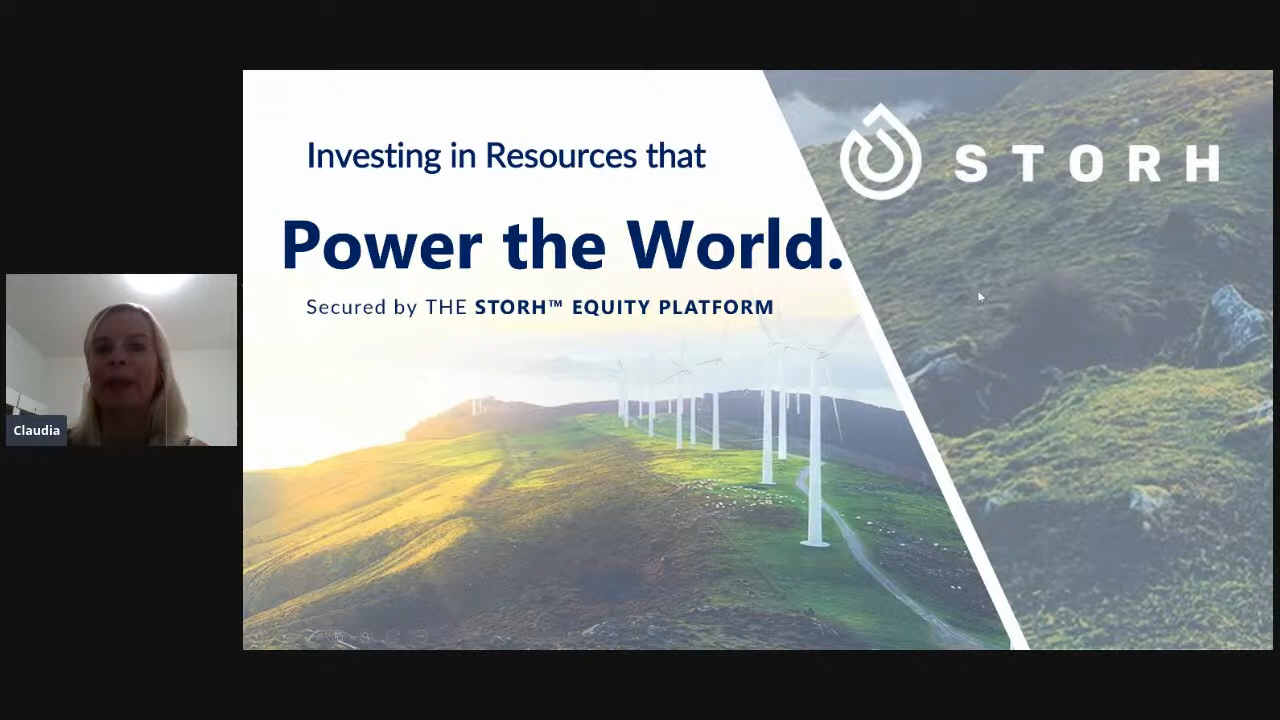 Investing in Resources that
Power the World.
Secured by THE STORH™ EQUITY PLATFORM
STORH
Claudia